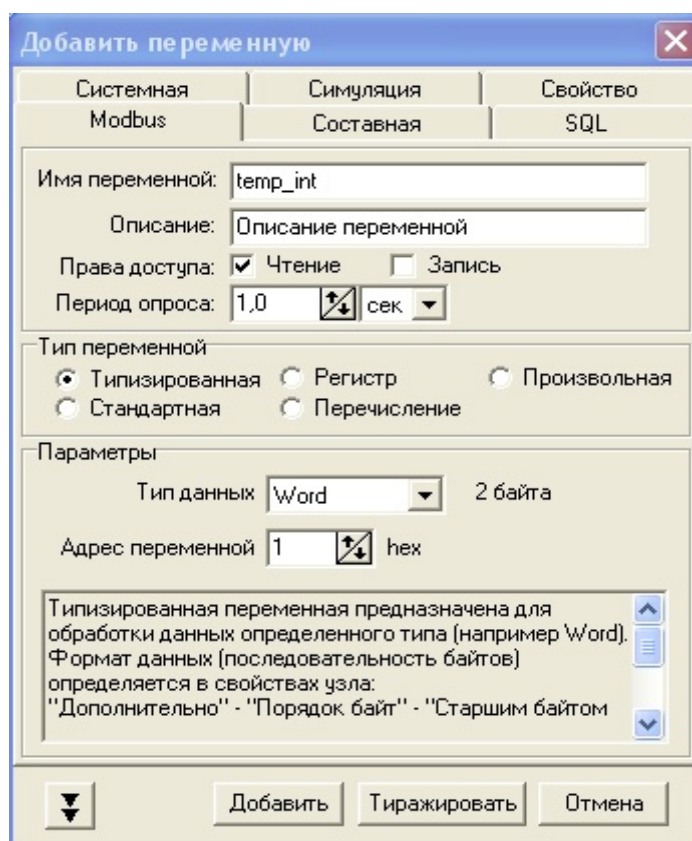 Добавить переменную
Системная Симуляция Свойство
Modbus Составная SQL
Имя переменной: temp_int
Описание: Описание переменной
Права доступа: Чтение Запись
Период опроса: 1,0 сек
Тип переменной
Типизированная Регистр Произвольная
Стандартная Перечисление
Параметры
Тип данных Word 2 байта
Адрес переменной 1 hex
Типизированная переменная предназначена для
обработки данных определенного типа (например Word).
Формат данных (последовательность байтов)
определяется в свойствах узла:
"Дополнительно" - "Порядок байт" - "Старшим байтом
Добавить Тиражировать Отмена